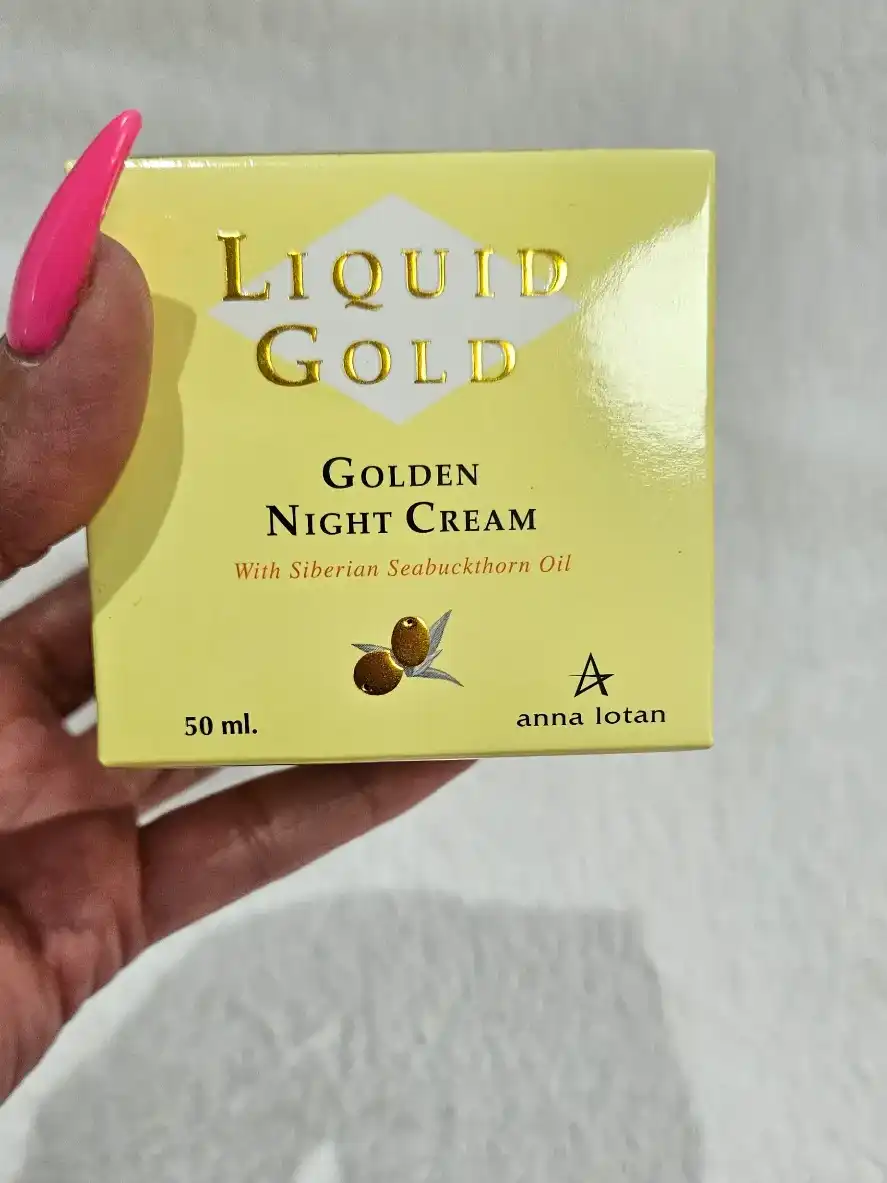 LIQUID
GOLD
GOLDEN
NIGHT CREAM
With Siberian Seabuckthorn Oil
50 ml.
anna lotan